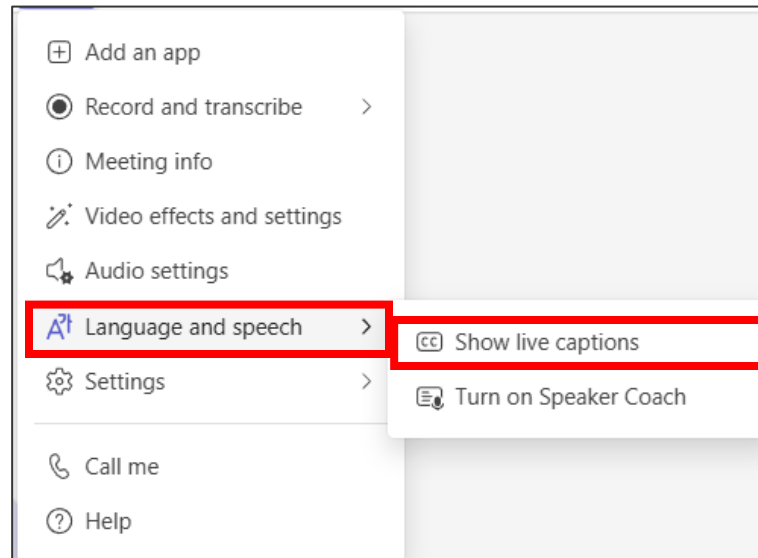 Add an app
Record and transcribe
Meeting info
Video effects and settings
Audio settings
Language and speech
Settings
Call me
Help
CC Show live captions
Turn on Speaker Coach